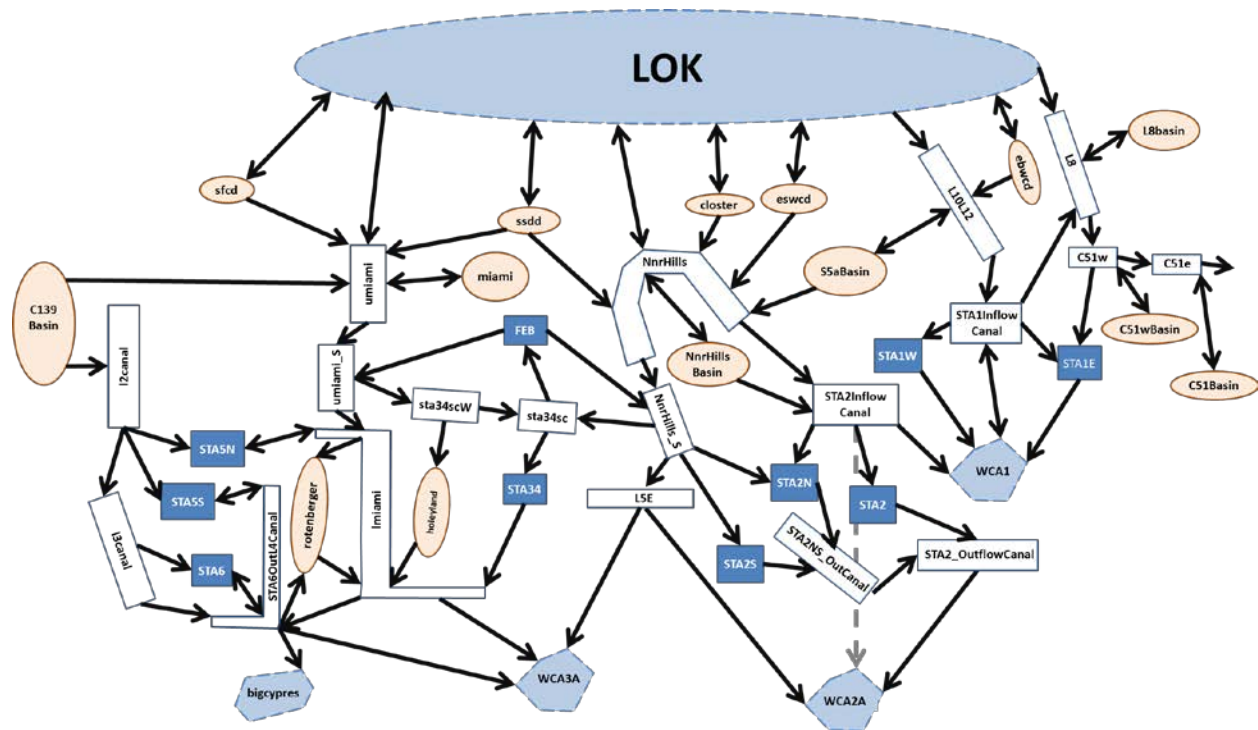 LOK
sfcd
ssdd
closter
eswcd
L10L12
ebwcd
L8
L8basin
umiami
miami
NnrHills
S5aBasin
C51w
C51e
C139
Basin
l2canal
umiami_S
FEB
NnrHills
Basin
STA1Inflow
Canal
C51wBasin
STA1W
STA1E
C51Basin
sta34scW
sta34sc
NnrHills_S
STA2Inflow
Canal
STA5N
STA5S
STA34
L5E
STA2N
STA2
WCA1
rotenberger
lmiami
holeyland
l3canal
STA6
STA6OutL4Canal
STA2S
STA2NS_OutCanal
STA2_OutflowCanal
bigcypres
WCA3A
WCA2A